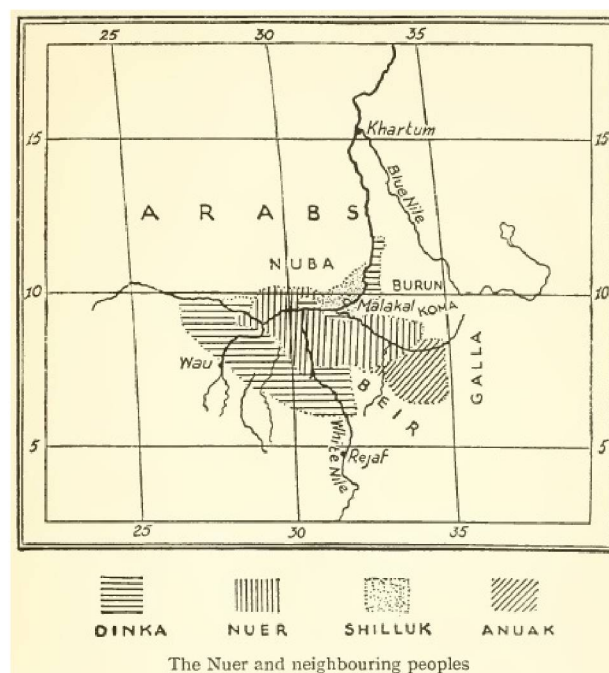 25 30 35
15 15
Khartum
Blue Nile
ARABS
NUBA
BURUN
10 10
Malakal
KOMA
Wau
GALLA
BEIR
5 5
White Nile
Rejaf
25 30 35
DINKA NUER SHILLUK ANUAK
The Nuer and neighbouring peoples